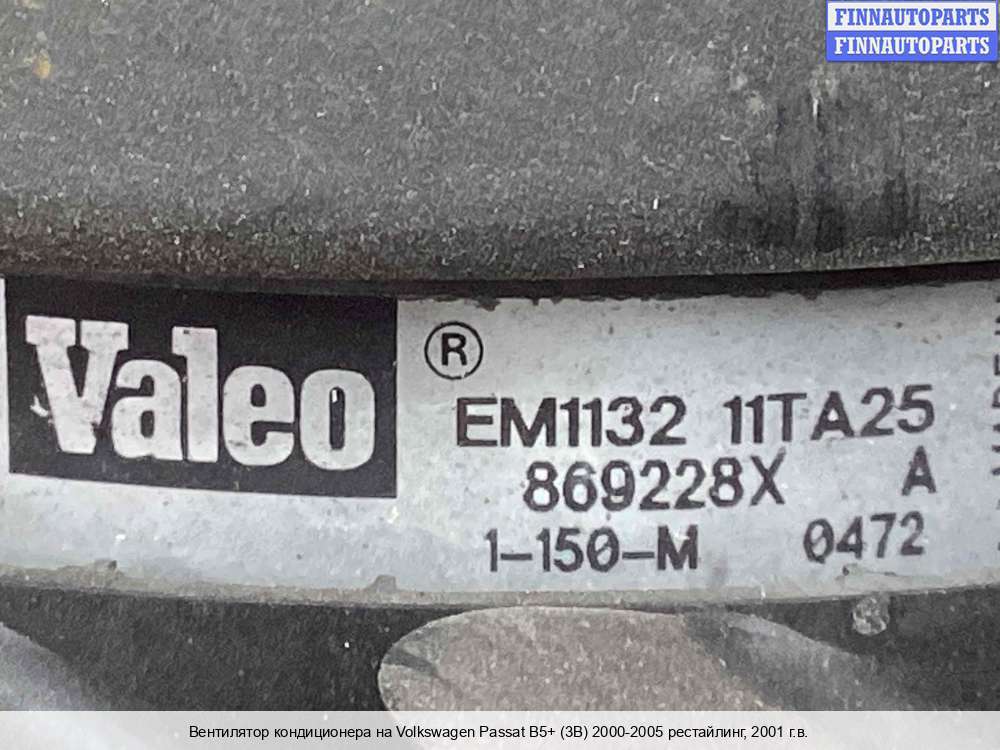 FINNAUTOPARTS
FINNAUTOPARTS
Valeo ®
EM1132 11TA25
869228X A
1-150-M 0472
Вентилятор кондиционера на Volkswagen Passat B5+ (3B) 2000-2005 рестайлинг, 2001 г.в.